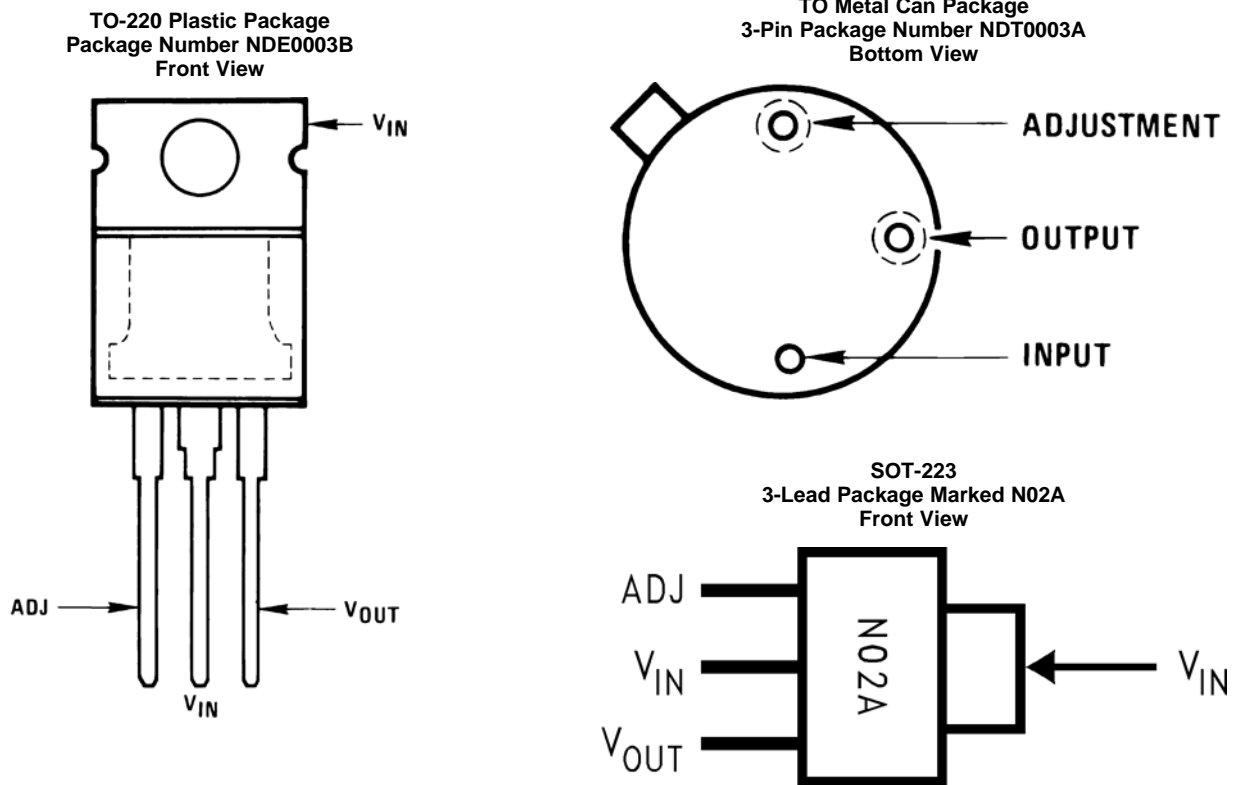 TO-220 Plastic Package
Package Number NDE0003B
Front View
VIN
ADJ
VOUT
VIN
TO Metal Can Package
3-Pin Package Number NDT0003A
Bottom View
ADJUSTMENT
OUTPUT
INPUT
SOT-223
3-Lead Package Marked N02A
Front View
ADJ
VIN
VOUT
N02A
VIN